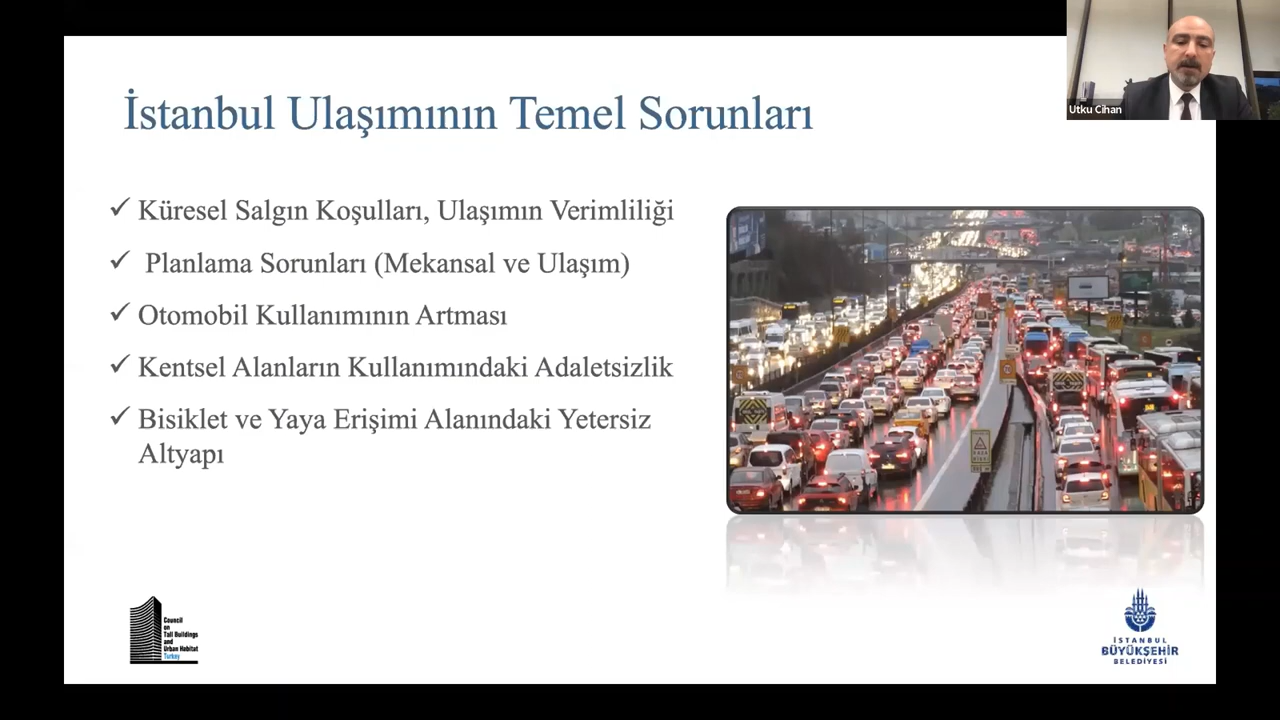 İstanbul Ulaşımının Temel Sorunları
Utku Cihan
Küresel Salgın Koşulları, Ulaşımın Verimliliği
Planlama Sorunları (Mekansal ve Ulaşım)
Otomobil Kullanımının Artması
Kentsel Alanların Kullanımındaki Adaletsizlik
Bisiklet ve Yaya Erişimi Alanındaki Yetersiz
Altyapı
Council
on
Tall Buildings
and
Urban Habitat
Turkey
İSTANBUL
BÜYÜKŞEHİR
BELEDİYESİ